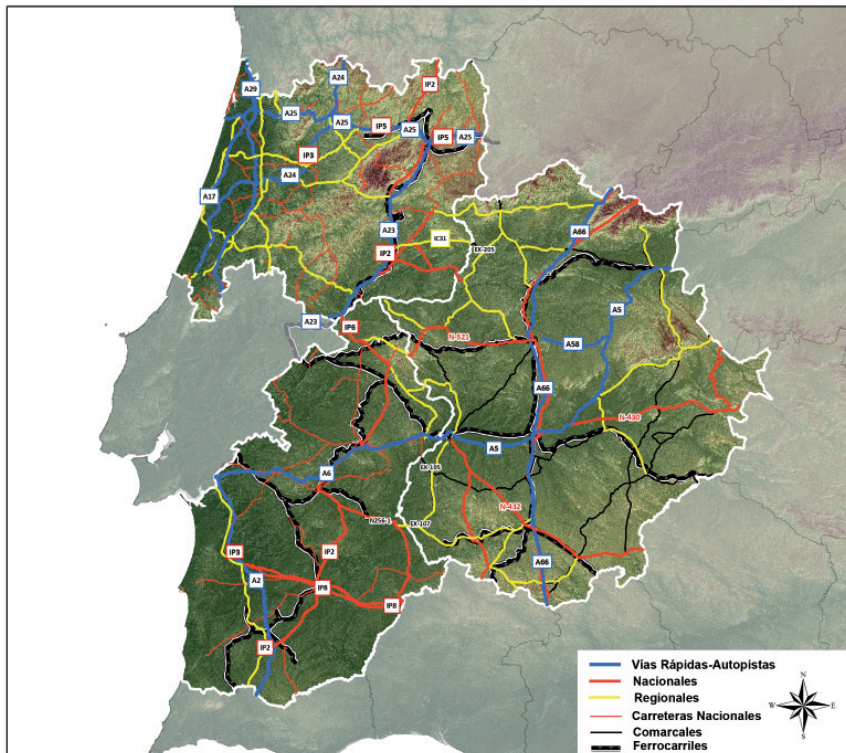 A24
A29
IP2
A25
A25
IP5
A25
IP5
A25
IP3
A24
A17
A23
A66
IC31
IP2
EX-205
A5
A23
IP6
N-521
A58
A66
N-430
A5
EX-105
A6
N-432
N256-1
EX-107
IP3
IP2
A66
A2
IP8
IP8
IP2
Vías Rápidas-Autopistas
Nacionales
Regionales
Carreteras Nacionales
Comarcales
Ferrocarriles
N
W
E
S